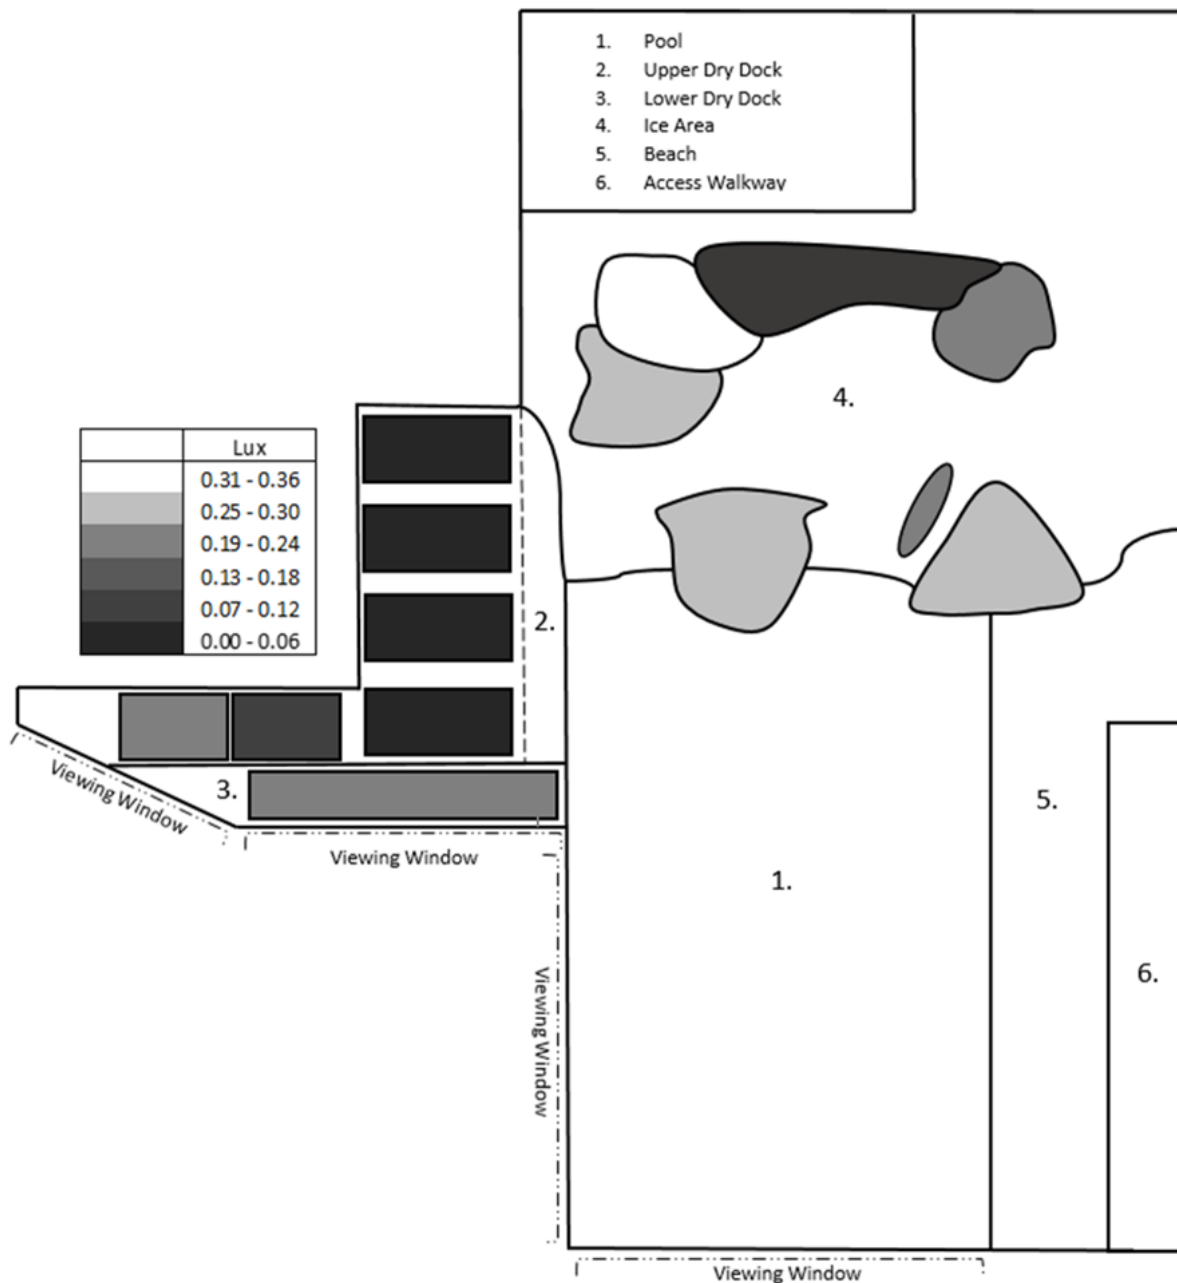 1. Pool
2. Upper Dry Dock
3. Lower Dry Dock
4. Ice Area
5. Beach
6. Access Walkway
4.
Lux
0.31 - 0.36
0.25 - 0.30
0.19 - 0.24
0.13 - 0.18
0.07 - 0.12
0.00 - 0.06
2.
3.
Viewing Window
Viewing Window
5.
1.
Viewing Window
6.
Viewing Window